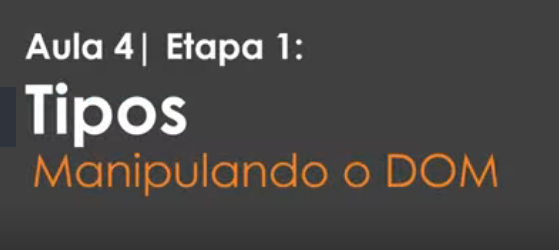 Aula 4| Etapa 1:
Tipos
Manipulando o DOM